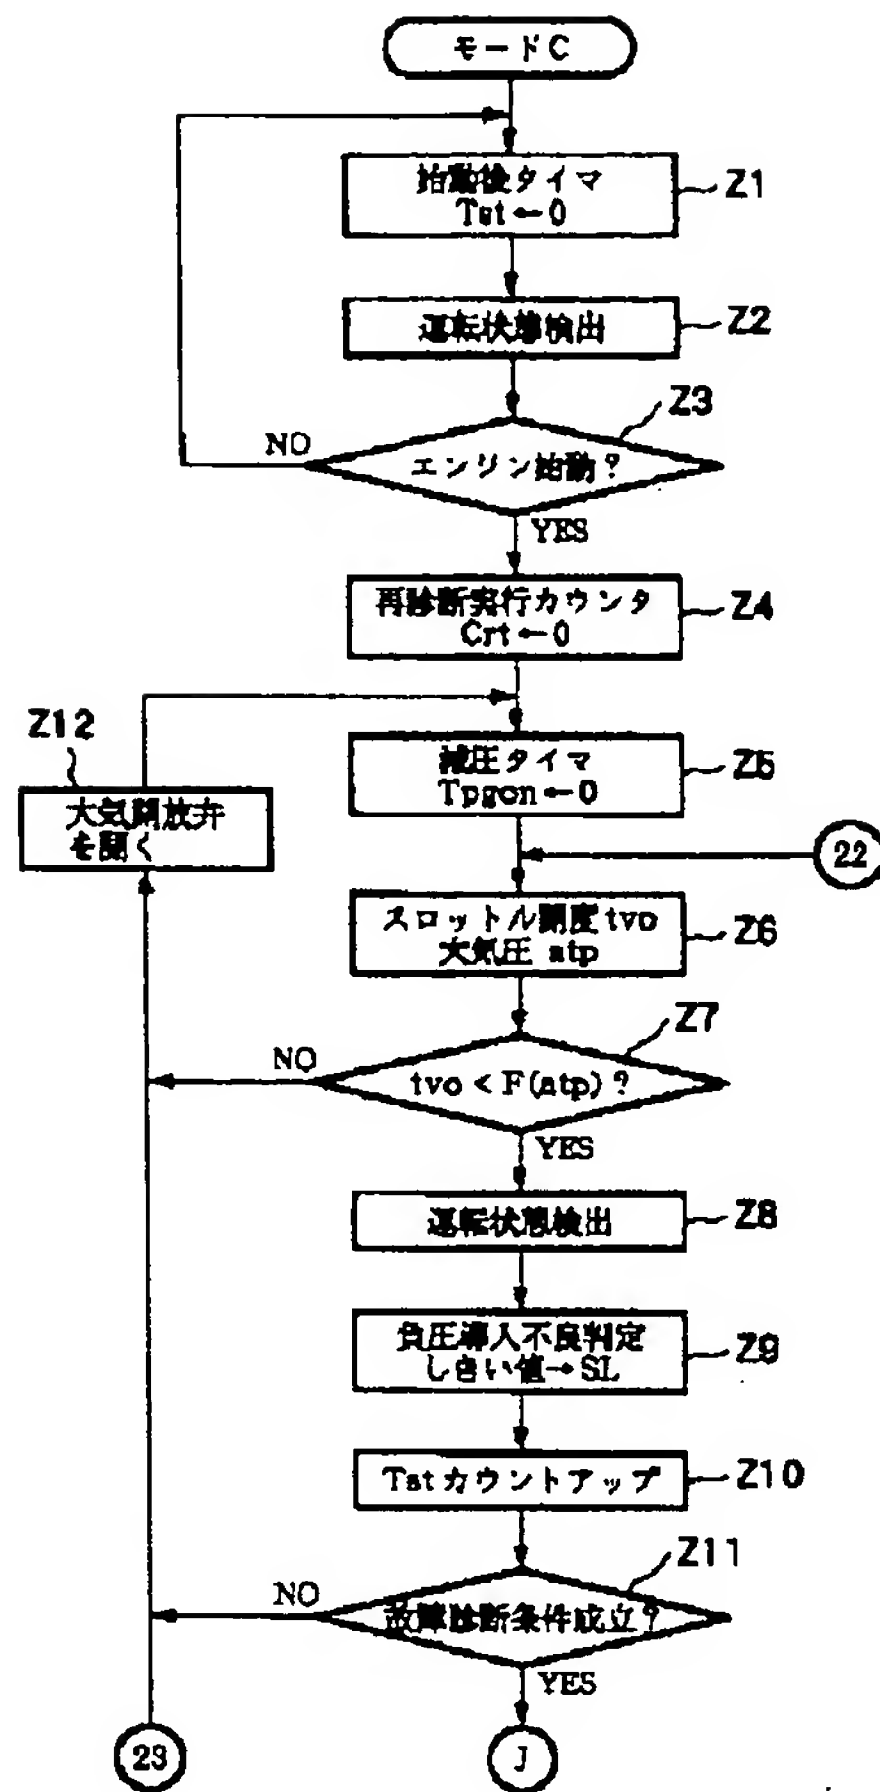 モードC
始動後タイマ
Tst←0
Z1
運転状態検出
Z2
Z3
NO
エンジン始動?
YES
再診断実行カウンタ
Crt←0
Z4
Z12
大気開放弁
を開く
減圧タイマ
Tpgon←0
Z5
22
スロットル開度tvo
大気圧 atp
Z6
Z7
NO
tvo < F(atp)?
YES
運転状態検出
Z8
負圧導入不良判定
しきい値→SL
Z9
Tstカウントアップ
Z10
Z11
NO
故障診断条件成立?
YES
23
J